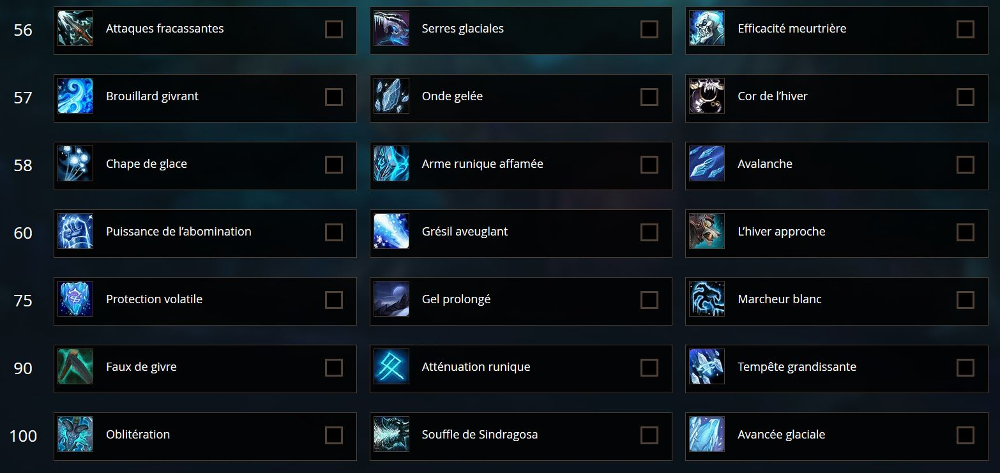 56 Attaques fracassantes Serres glaciales Efficacité meurtrière
57 Brouillard givrant Onde gelée Cor de l’hiver
58 Chape de glace Arme runique affamée Avalanche
60 Puissance de l’abomination Grésil aveuglant L’hiver approche
75 Protection volatile Gel prolongé Marcheur blanc
90 Faux de givre Atténuation runique Tempête grandissante
100 Oblitération Souffle de Sindragosa Avancée glaciale